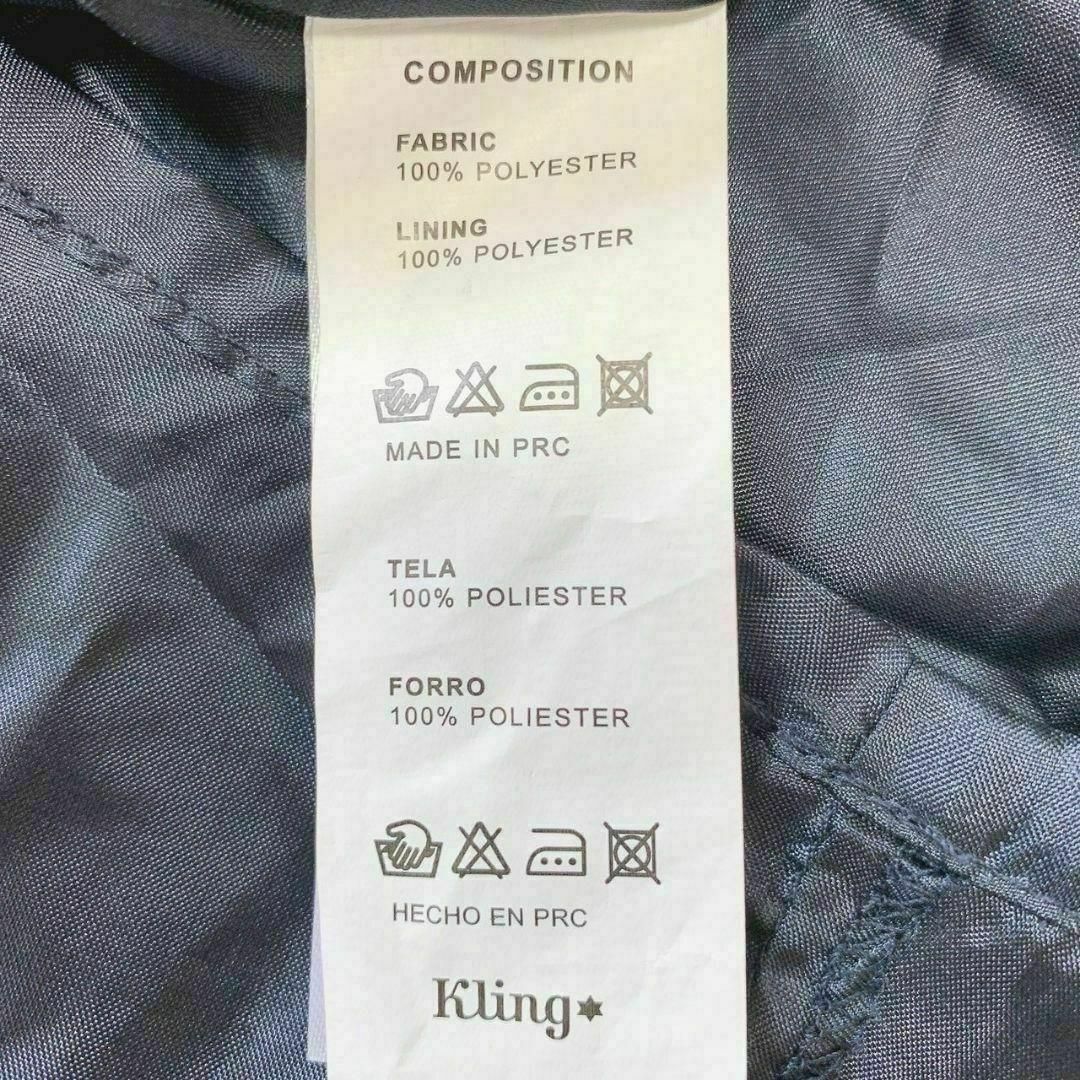 COMPOSITION
FABRIC
100% POLYESTER
LINING
100% POLYESTER
MADE IN PRC
TELA
100% POLIESTER
FORRO
100% POLIESTER
HECHO EN PRC
Kling